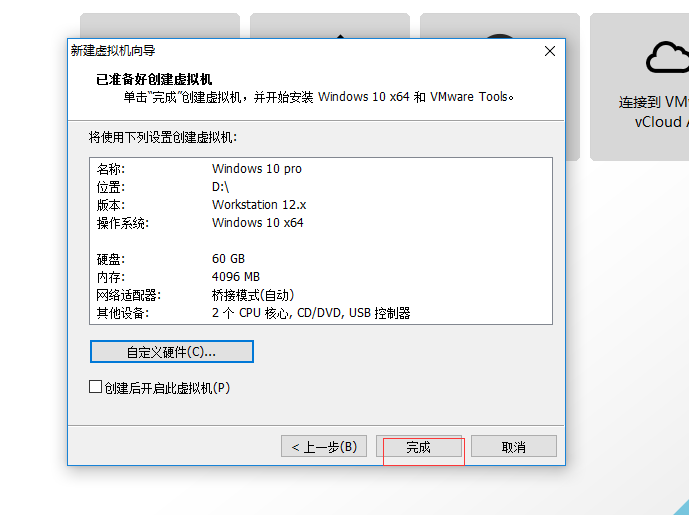 新建虚拟机向导
已准备好创建虚拟机
单击“完成”创建虚拟机，并开始安装 Windows 10 x64 和 VMware Tools。
将使用下列设置创建虚拟机:
名称: Windows 10 pro
位置: D:\
版本: Workstation 12.x
操作系统: Windows 10 x64
硬盘: 60 GB
内存: 4096 MB
网络适配器: 桥接模式(自动)
其他设备: 2 个 CPU 核心, CD/DVD, USB 控制器
自定义硬件(C)...
创建后开启此虚拟机(P)
< 上一步(B) 完成 取消
连接到 VM
vCloud